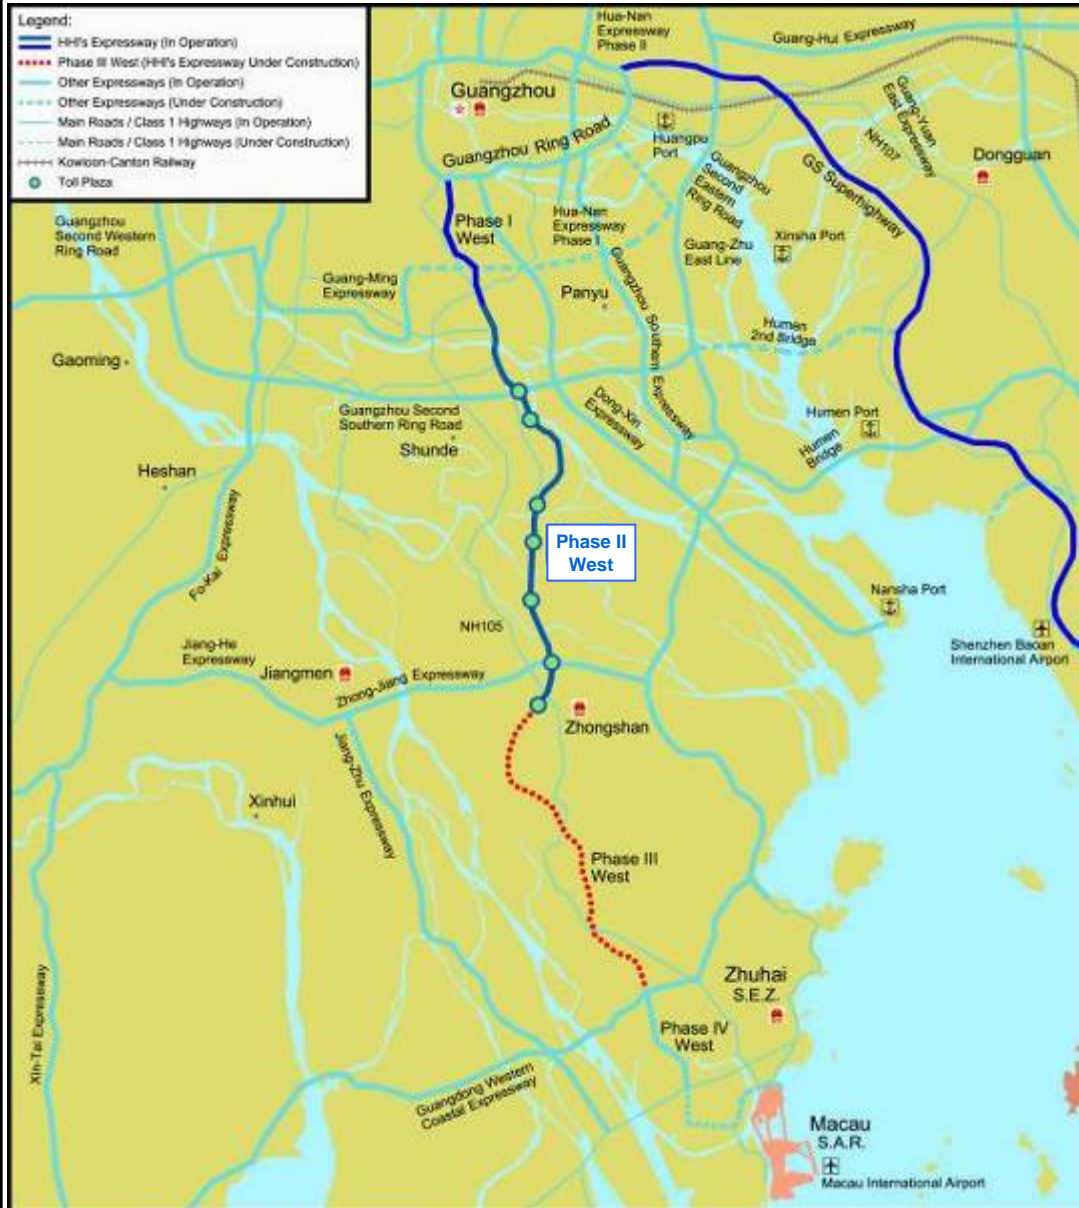 Legend:
HHI's Expressway (In Operation)
Phase III West (HHI's Expressway Under Construction)
Other Expressways (In Operation)
Other Expressways (Under Construction)
Main Roads / Class 1 Highways (In Operation)
Main Roads / Class 1 Highways (Under Construction)
Kowloon-Canton Railway
Toll Plaza
Hua-Nan
Expressway
Phase II
Guang-Hui Expressway
Guangzhou
Guangzhou Ring Road
Huangpu
Port
Guang-Yuan
East Expressway
NH107
Dongguan
GS Superhighway
Guangzhou
Second
Eastern
Ring Road
Guangzhou
Second Western
Ring Road
Phase I
West
Hua-Nan
Expressway
Phase I
Guang-Zhu
East Line
Xinsha Port
Guang-Ming
Expressway
Panyu
Guangzhou Southern Expressway
Humen
2nd Bridge
Gaoming
Guangzhou Second
Southern Ring Road
Shunde
Dong-Xin
Expressway
Humen Port
Humen
Bridge
Heshan
Fo-Kai Expressway
Phase II
West
Nansha Port
NH105
Shenzhen Baoan
International Airport
Jiang-He
Expressway
Jiangmen
Zhong-Jiang Expressway
Zhongshan
Jiang-Zhu Expressway
Xinhui
Phase III
West
Zhuhai
S.E.Z.
Xin-Tai Expressway
Phase IV
West
Guangdong Western
Coastal Expressway
Macau
S.A.R.
Macau International Airport